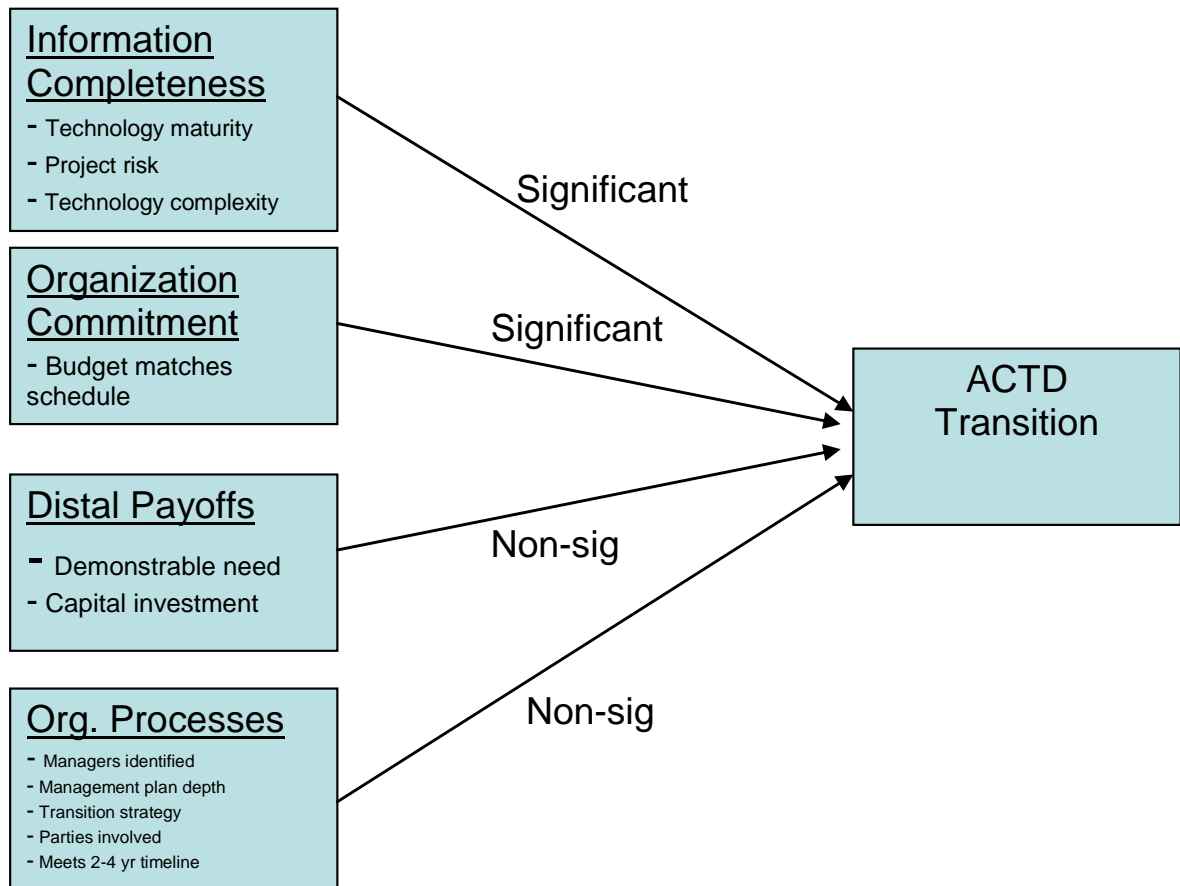 Information
Completeness
- Technology maturity
- Project risk
- Technology complexity
Significant
Organization
Commitment
- Budget matches
schedule
Significant
ACTD
Transition
Distal Payoffs
- Demonstrable need
- Capital investment
Non-sig
Org. Processes
- Managers identified
- Management plan depth
- Transition strategy
- Parties involved
- Meets 2-4 yr timeline
Non-sig